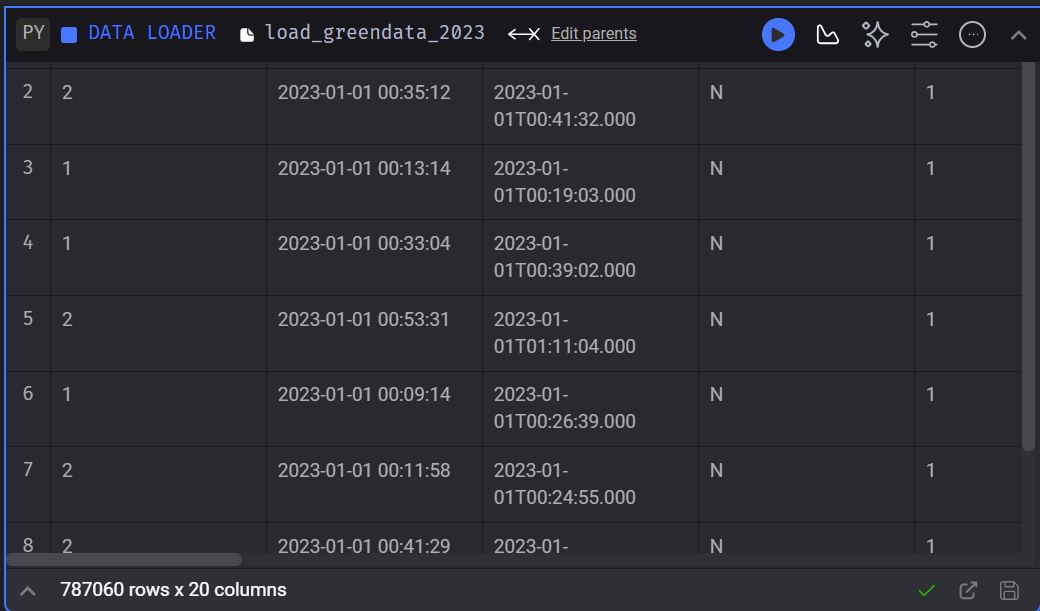 PY DATA LOADER load_greendata_2023 Edit parents
2 2 2023-01-01 00:35:12 2023-01- N 1
01T00:41:32.000
3 1 2023-01-01 00:13:14 2023-01- N 1
01T00:19:03.000
4 1 2023-01-01 00:33:04 2023-01- N 1
01T00:39:02.000
5 2 2023-01-01 00:53:31 2023-01- N 1
01T01:11:04.000
6 1 2023-01-01 00:09:14 2023-01- N 1
01T00:26:39.000
7 2 2023-01-01 00:11:58 2023-01- N 1
01T00:24:55.000
8 2 2023-01-01 00:41:29 2023-01- N 1
787060 rows x 20 columns